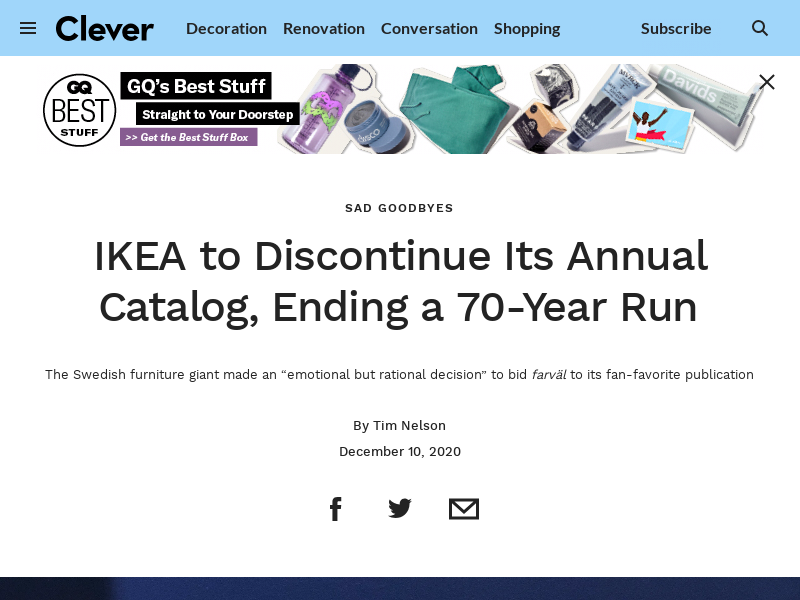 Clever
Decoration Renovation Conversation Shopping Subscribe
GQ
BEST
STUFF
GQ's Best Stuff
Straight to Your Doorstep
>> Get the Best Stuff Box
Davids
SAD GOODBYES
IKEA to Discontinue Its Annual
Catalog, Ending a 70-Year Run
The Swedish furniture giant made an “emotional but rational decision” to bid farväl to its fan-favorite publication
By Tim Nelson
December 10, 2020